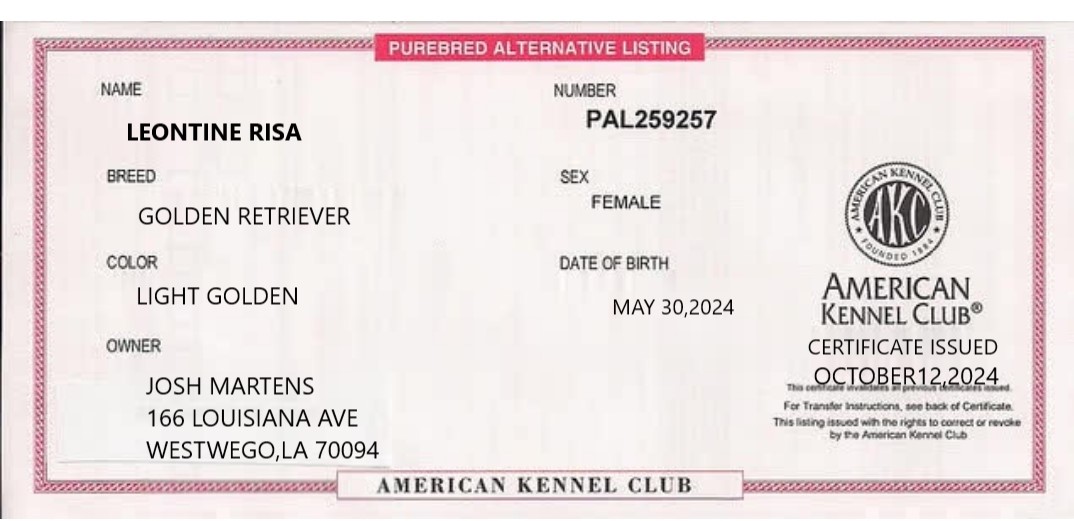 PUREBRED ALTERNATIVE LISTING
NAME
LEONTINE RISA
NUMBER
PAL259257
BREED
GOLDEN RETRIEVER
SEX
FEMALE
COLOR
LIGHT GOLDEN
DATE OF BIRTH
MAY 30,2024
OWNER
JOSH MARTENS
166 LOUISIANA AVE
WESTWEGO,LA 70094
AMERICAN KENNEL CLUB
AKC
FOUNDED 1884
AMERICAN
KENNEL CLUB®
CERTIFICATE ISSUED
OCTOBER12,2024
This certificate invalidates all previous certificates issued.
For Transfer Instructions, see back of Certificate.
This listing issued with the rights to correct or revoke
by the American Kennel Club
AMERICAN KENNEL CLUB